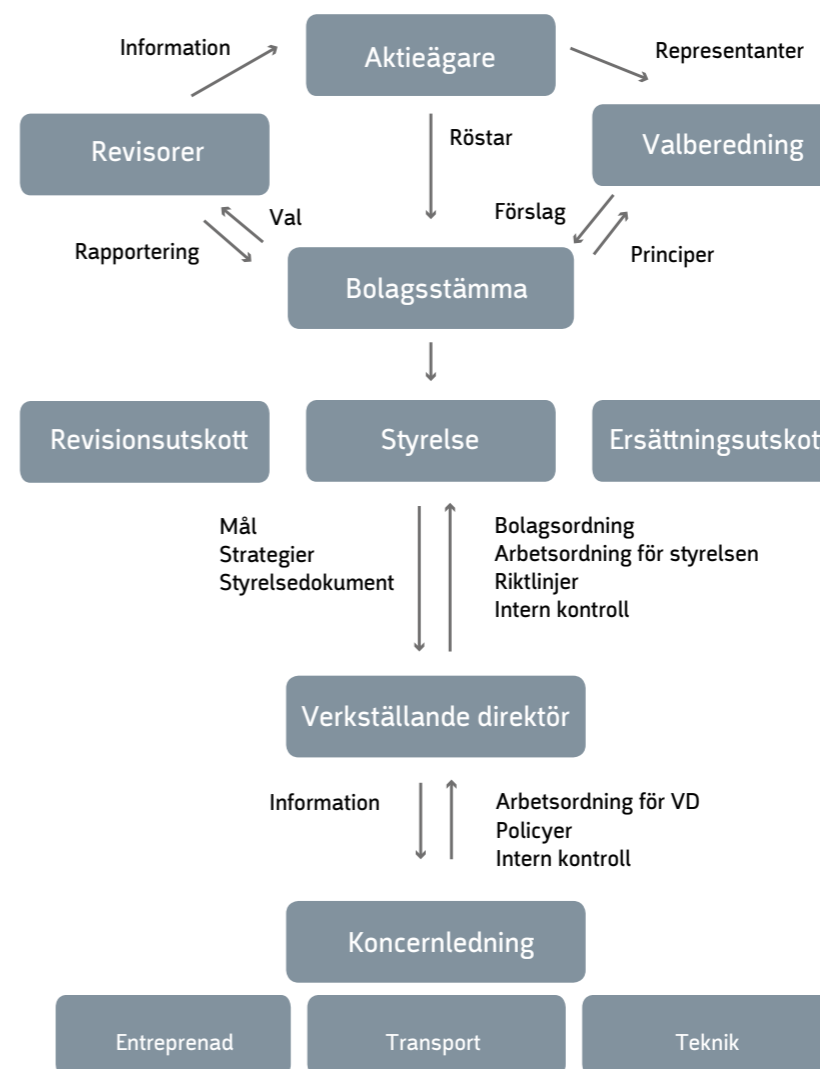 Information
Aktieägare
Representanter
Revisorer
Röstar
Valberedning
Val
Förslag
Rapportering
Principer
Bolagsstämma
Revisionsutskott
Styrelse
Ersättningsutskott
Mål
Strategier
Styrelsedokument
Bolagsordning
Arbetsordning för styrelsen
Riktlinjer
Intern kontroll
Verkställande direktör
Information
Arbetsordning för VD
Policyer
Intern kontroll
Koncernledning
Entreprenad
Transport
Teknik